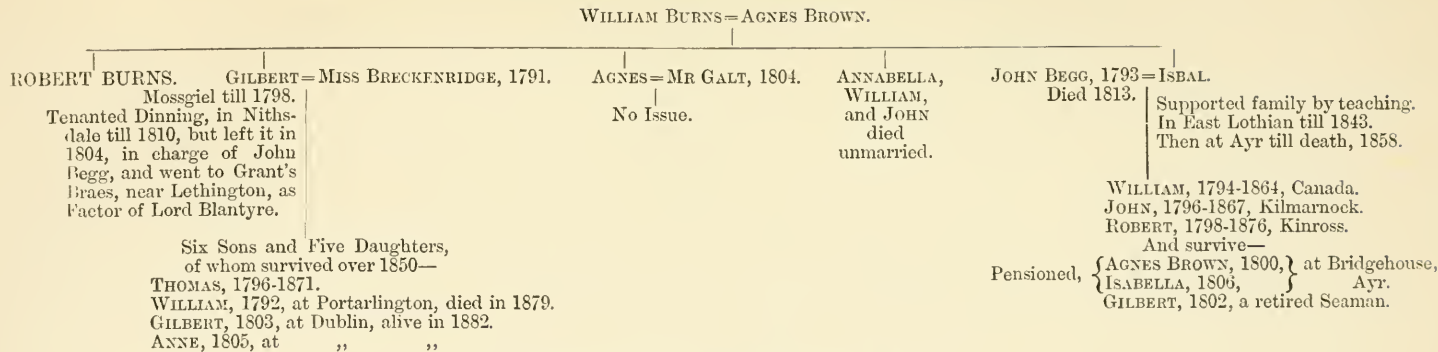 WILLIAM BURNS=AGNES BROWN.
ROBERT BURNS.
GILBERT=MISS BRECKENRIDGE, 1791.
Mossgiel till 1798.
Tenanted Dinning, in Niths-
dale till 1810, but left it in
1804, in charge of John
Begg, and went to Grant's
Braes, near Lethington, as
Factor of Lord Blantyre.
Six Sons and Five Daughters,
of whom survived over 1850—
THOMAS, 1796-1871.
WILLIAM, 1792, at Portarlington, died in 1879.
GILBERT, 1803, at Dublin, alive in 1882.
ANNE, 1805, at ,, ,,
AGNES=MR GALT, 1804.
No Issue.
ANNABELLA,
WILLIAM,
and JOHN
died
unmarried.
JOHN BEGG, 1793=ISBAL.
Died 1813.
Supported family by teaching.
In East Lothian till 1843.
Then at Ayr till death, 1858.
WILLIAM, 1794-1864, Canada.
JOHN, 1796-1867, Kilmarnock.
ROBERT, 1798-1876, Kinross.
And survive—
Pensioned, {AGNES BROWN, 1800,} at Bridgehouse,
{ISABELLA, 1806, } Ayr.
GILBERT, 1802, a retired Seaman.